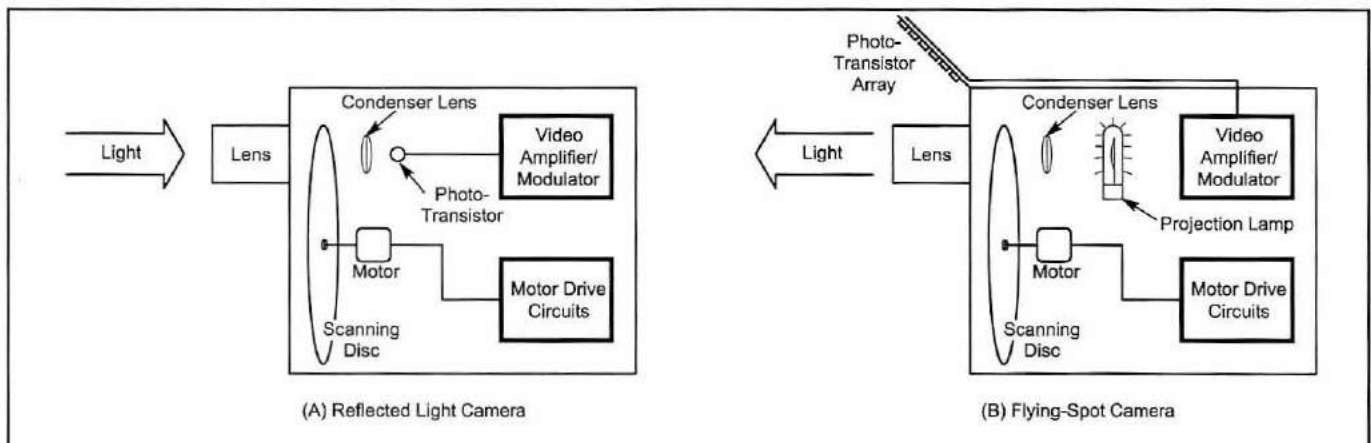 Condenser Lens
Light
Lens
Video
Amplifier/
Modulator
Photo-
Transistor
Motor
Motor Drive
Circuits
Scanning
Disc
(A) Reflected Light Camera
Photo-
Transistor
Array
Condenser Lens
Light
Lens
Video
Amplifier/
Modulator
Projection Lamp
Motor
Motor Drive
Circuits
Scanning
Disc
(B) Flying-Spot Camera